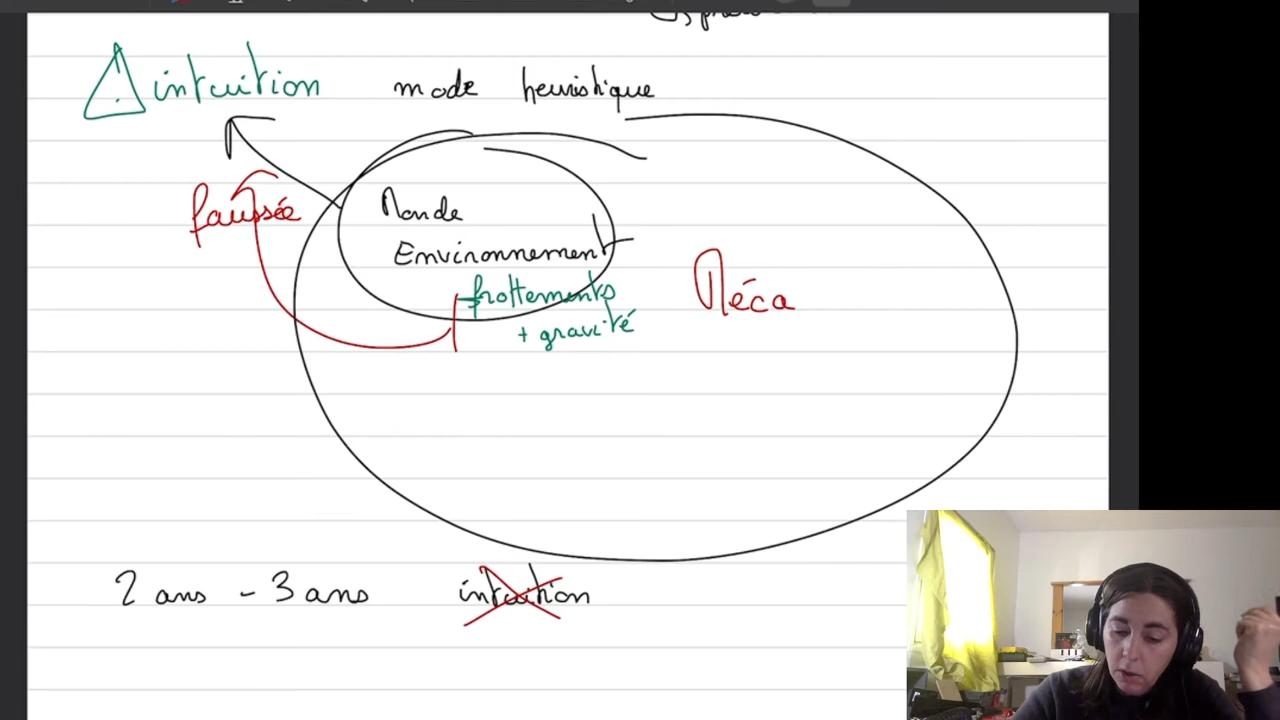 intuition mode heuristique
faussée
Monde
Environnement
frottements
+ gravité
Méca
2 ans - 3 ans intuition